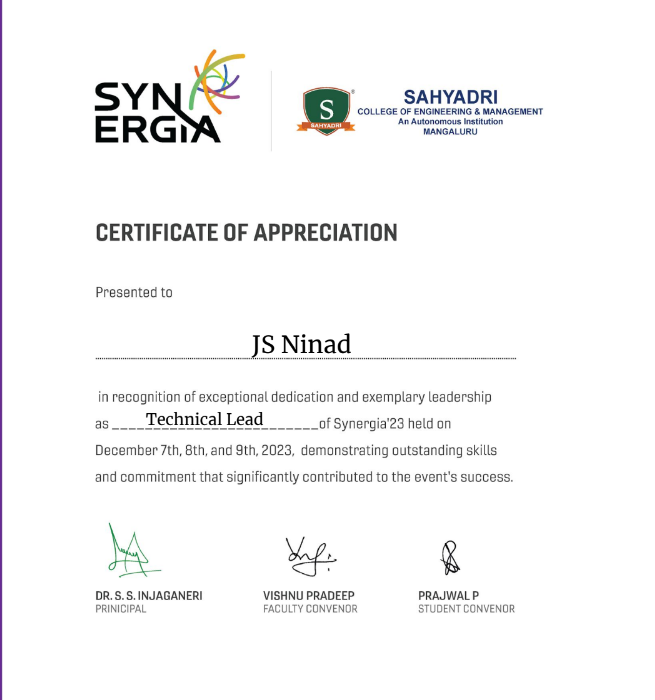 SYN
ERGIA
S
SAHYADRI
®
SAHYADRI
COLLEGE OF ENGINEERING & MANAGEMENT
An Autonomous Institution
MANGALURU
CERTIFICATE OF APPRECIATION
Presented to
JS Ninad
in recognition of exceptional dedication and exemplary leadership
as Technical Lead of Synergia'23 held on
December 7th, 8th, and 9th, 2023, demonstrating outstanding skills
and commitment that significantly contributed to the event's success.
DR. S. S. INJAGANERI
PRINICIPAL
VISHNU PRADEEP
FACULTY CONVENOR
PRAJWAL P
STUDENT CONVENOR